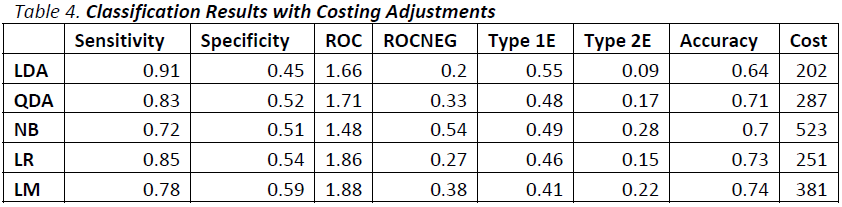 Table 4. Classification Results with Costing Adjustments
Sensitivity Specificity ROC ROCNEG Type 1E Type 2E Accuracy Cost
LDA 0.91 0.45 1.66 0.2 0.55 0.09 0.64 202
QDA 0.83 0.52 1.71 0.33 0.48 0.17 0.71 287
NB 0.72 0.51 1.48 0.54 0.49 0.28 0.7 523
LR 0.85 0.54 1.86 0.27 0.46 0.15 0.73 251
LM 0.78 0.59 1.88 0.38 0.41 0.22 0.74 381